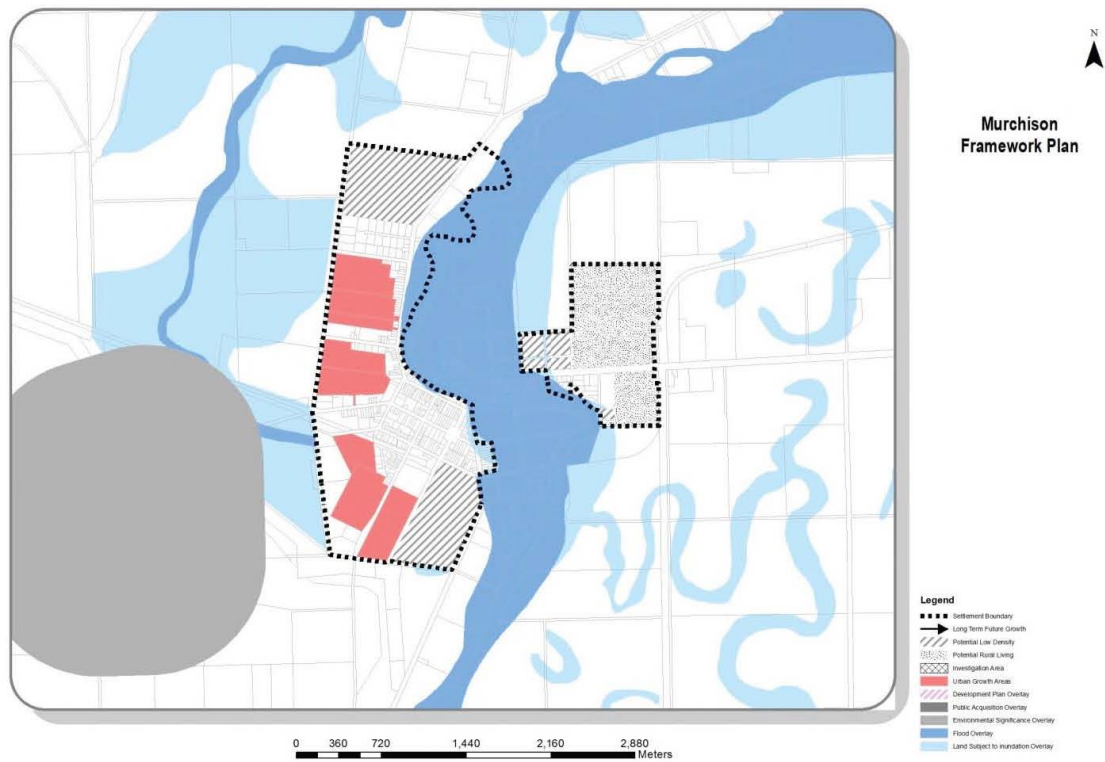 N
Murchison
Framework Plan
Legend
Settlement Boundary
Long Term Future Growth
Potential Low Density
Potential Rural Living
Investigation Area
Urban Growth Areas
Development Plan Overlay
Public Acquisition Overlay
Environmental Significance Overlay
Flood Overlay
Land Subject to Inundation Overlay
0 360 720 1,440 2,160 2,880
Meters